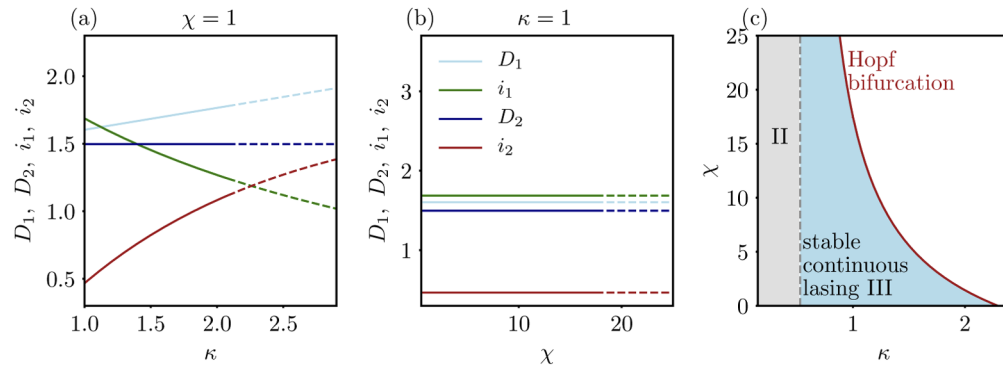 (a)
χ = 1
D₁, D₂, i₁, i₂
2.0
1.5
1.0
0.5
1.0
1.5
2.0
2.5
κ
(b)
κ = 1
D₁, D₂, i₁, i₂
3
2
1
10
20
χ
D₁
i₁
D₂
i₂
(c)
χ
25
20
15
10
5
0
1
2
κ
II
Hopf
bifurcation
stable
continuous
lasing III